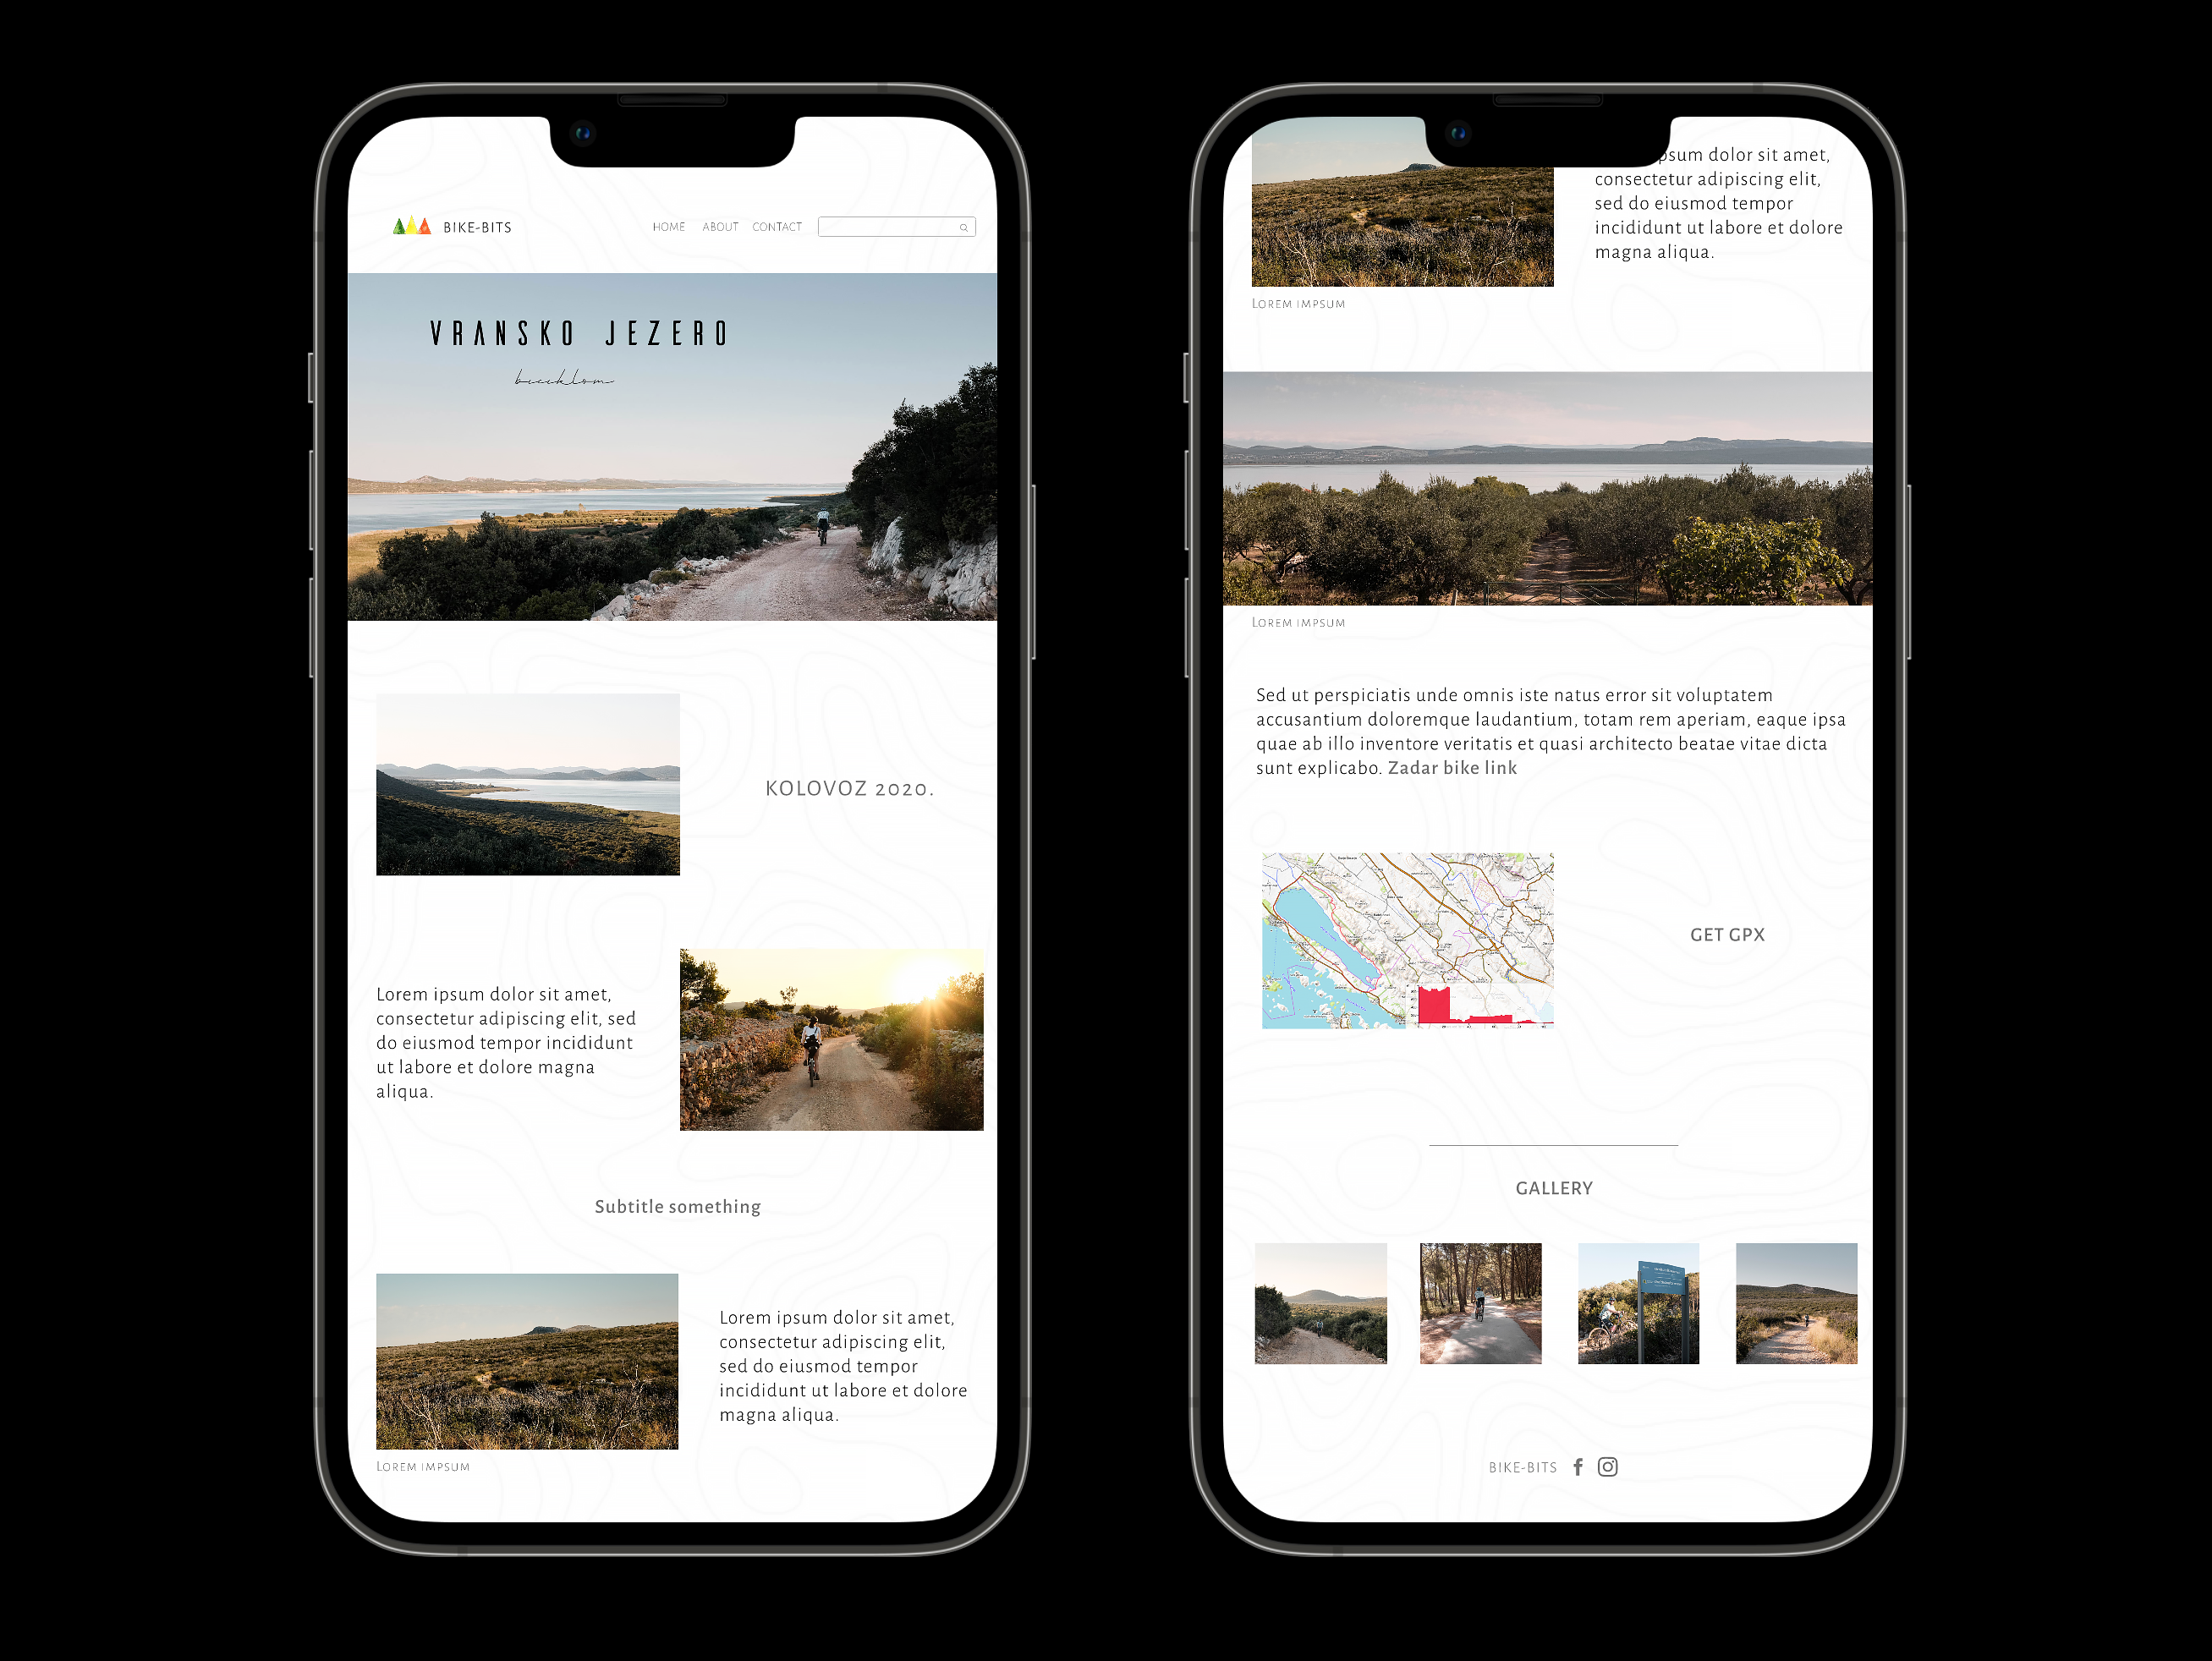 BIKE-BITS
HOME ABOUT CONTACT
VRANSKO JEZERO
biciklom
KOLOVOZ 2020.
Lorem ipsum dolor sit amet,
consectetur adipiscing elit, sed
do eiusmod tempor incididunt
ut labore et dolore magna
aliqua.
Subtitle something
Lorem ipsum dolor sit amet,
consectetur adipiscing elit,
sed do eiusmod tempor
incididunt ut labore et dolore
magna aliqua.
Lorem impsum
psum dolor sit amet,
consectetur adipiscing elit,
sed do eiusmod tempor
incididunt ut labore et dolore
magna aliqua.
Lorem impsum
Lorem impsum
Sed ut perspiciatis unde omnis iste natus error sit voluptatem
accusantium doloremque laudantium, totam rem aperiam, eaque ipsa
quae ab illo inventore veritatis et quasi architecto beatae vitae dicta
sunt explicabo. Zadar bike link
GET GPX
GALLERY
BIKE-BITS